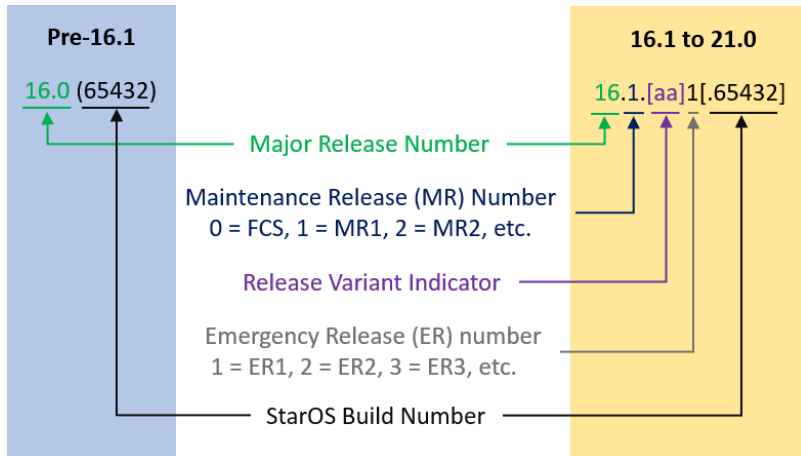 Pre-16.1
16.1 to 21.0
16.0 (65432)
16.1.[aa]1[.65432]
Major Release Number
Maintenance Release (MR) Number
0 = FCS, 1 = MR1, 2 = MR2, etc.
Release Variant Indicator
Emergency Release (ER) number
1 = ER1, 2 = ER2, 3 = ER3, etc.
StarOS Build Number